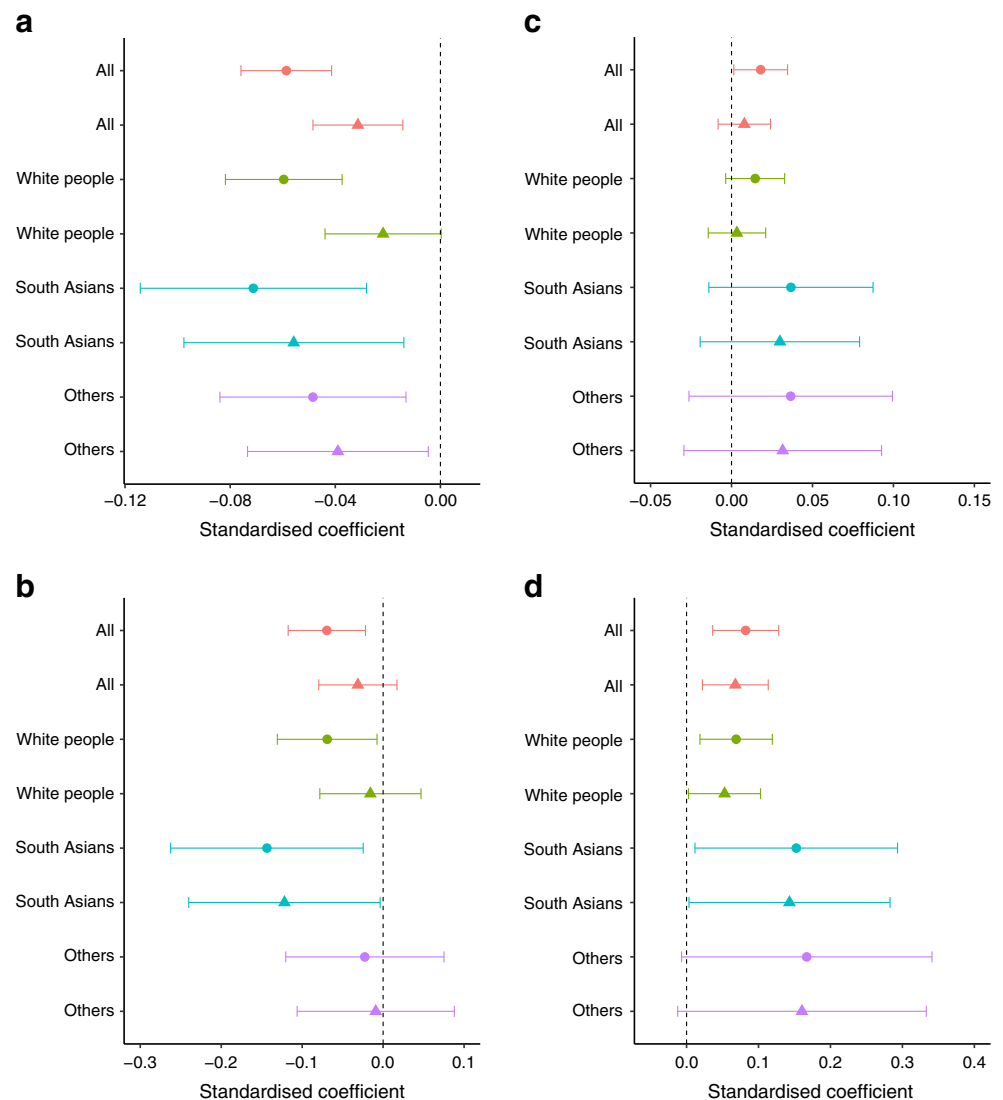 a
All
All
White people
White people
South Asians
South Asians
Others
Others
−0.12 −0.08 −0.04 0.00
Standardised coefficient
c
All
All
White people
White people
South Asians
South Asians
Others
Others
−0.05 0.00 0.05 0.10 0.15
Standardised coefficient
b
All
All
White people
White people
South Asians
South Asians
Others
Others
−0.3 −0.2 −0.1 0.0 0.1
Standardised coefficient
d
All
All
White people
White people
South Asians
South Asians
Others
Others
0.0 0.1 0.2 0.3 0.4
Standardised coefficient